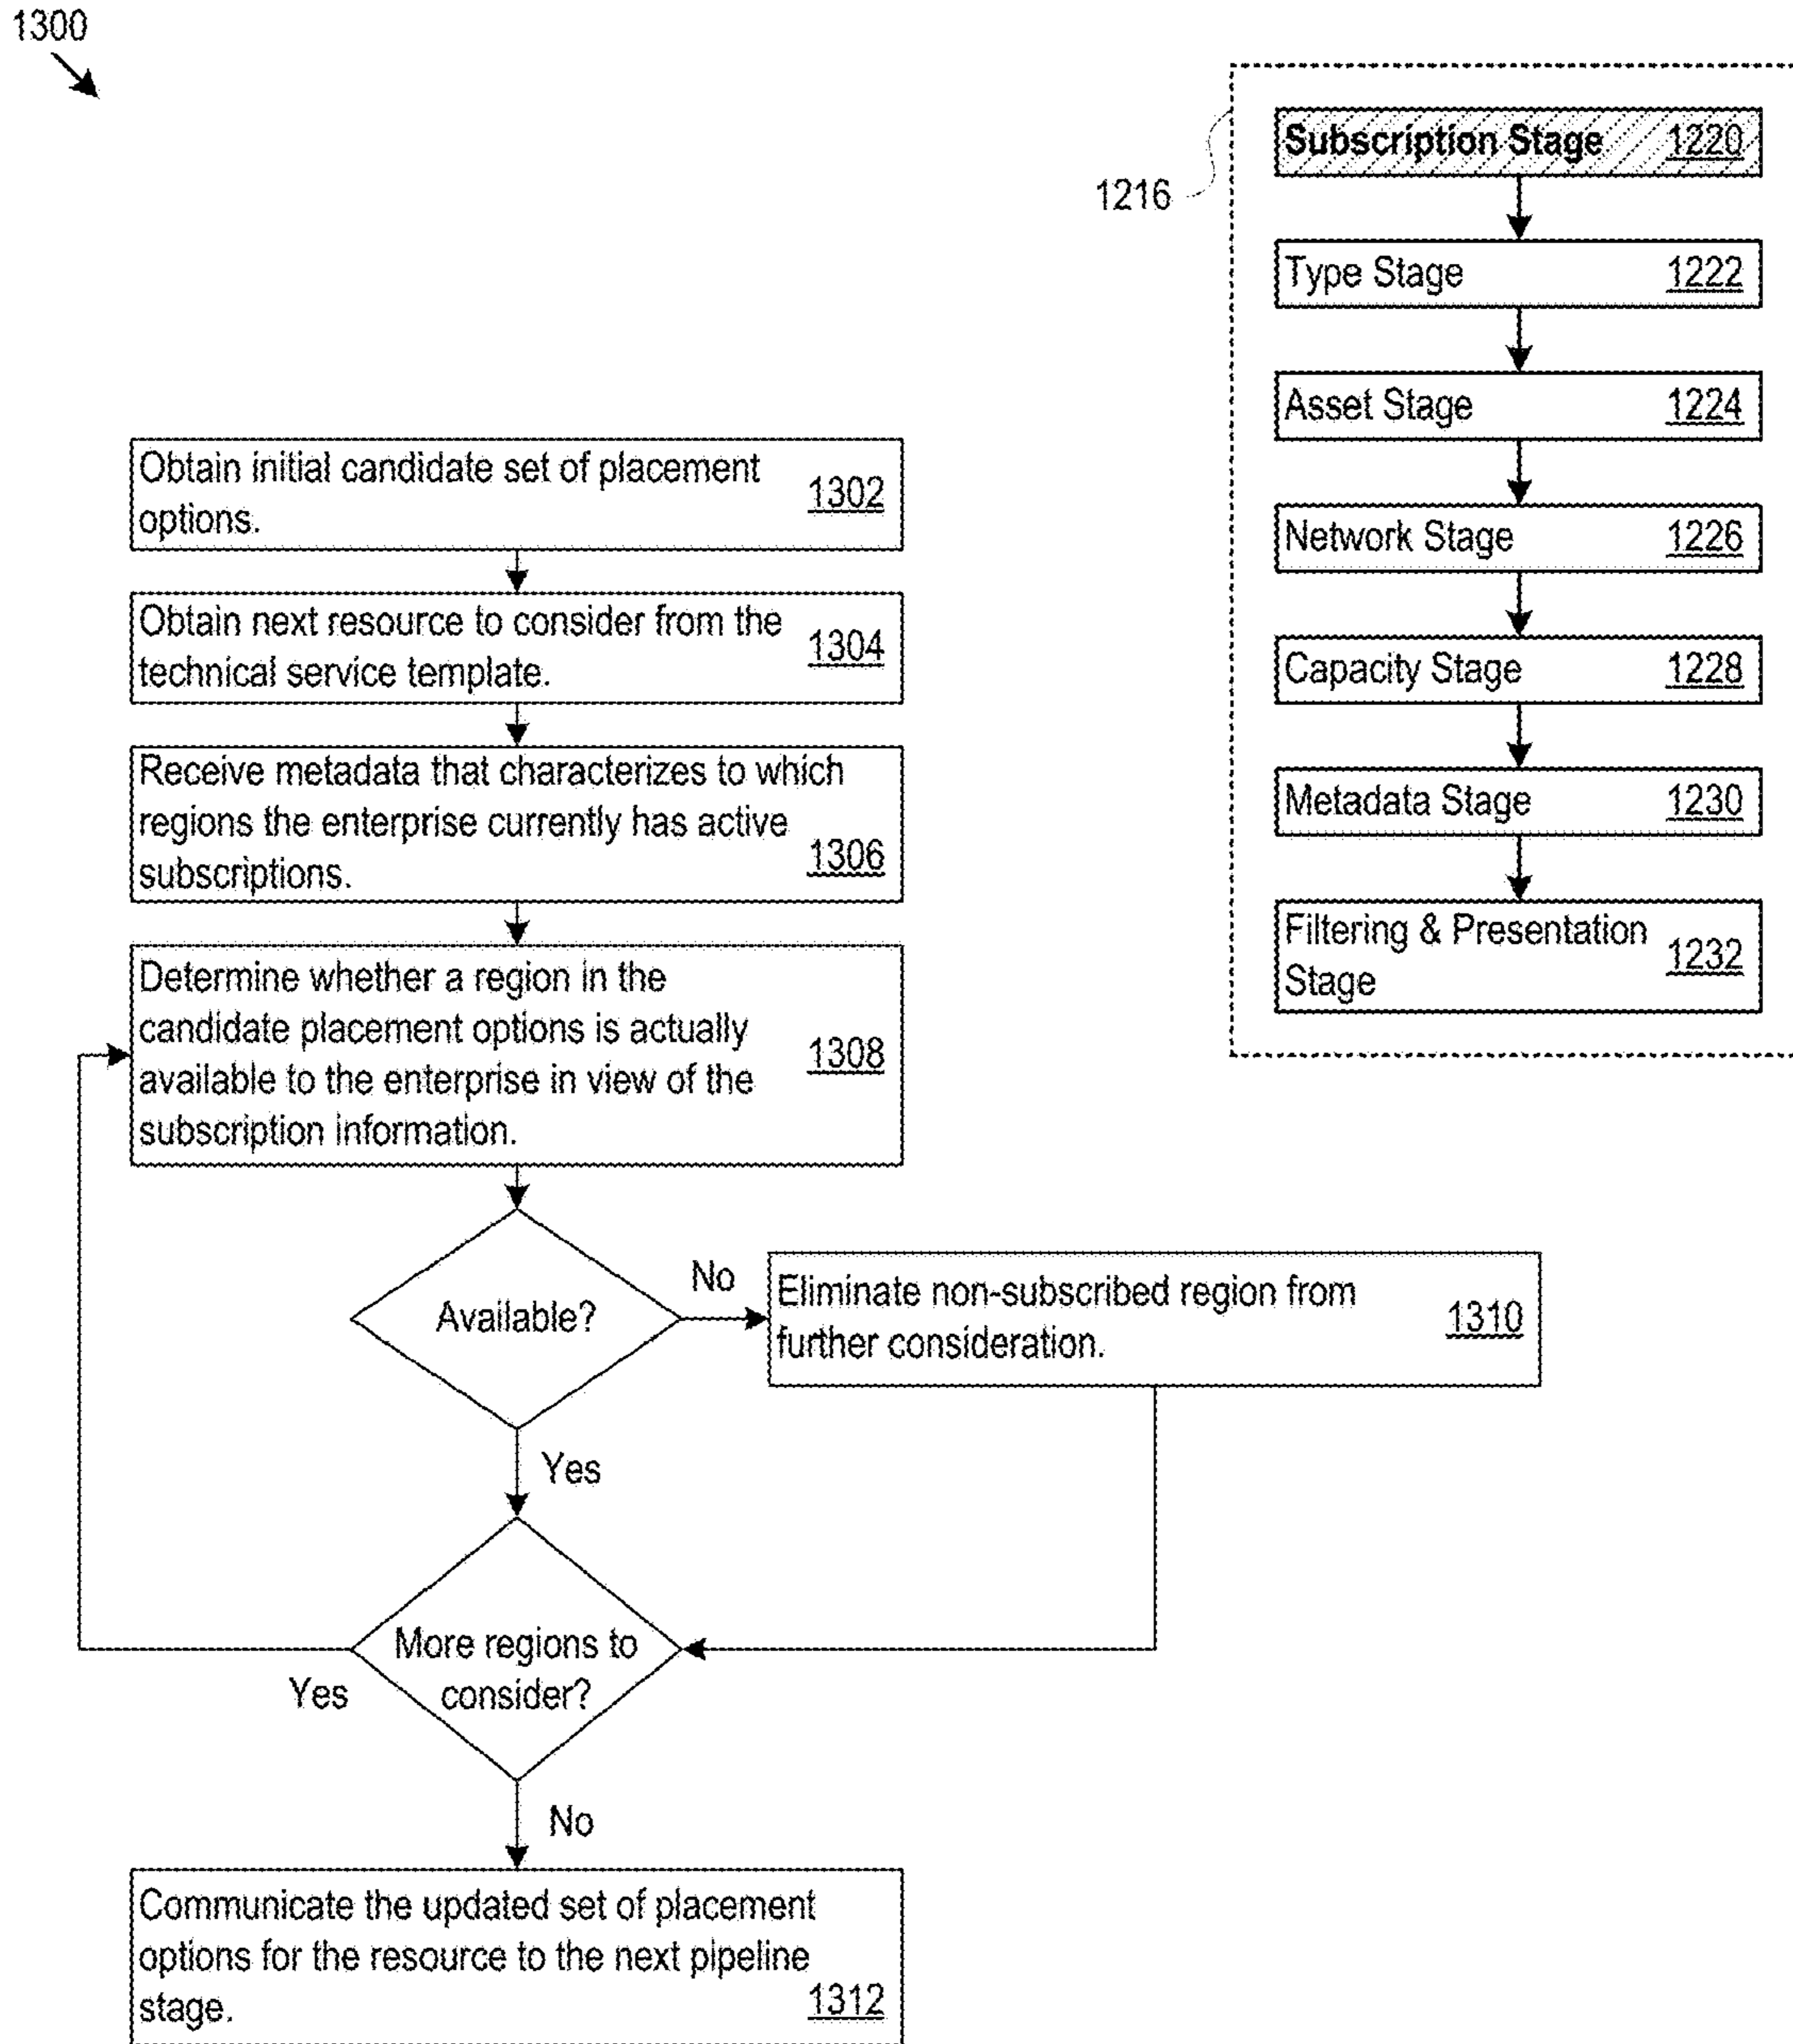 1300
1216
Subscription Stage 1220
Type Stage 1222
Asset Stage 1224
Network Stage 1226
Capacity Stage 1228
Metadata Stage 1230
Filtering & Presentation
Stage 1232
Obtain initial candidate set of placement
options. 1302
Obtain next resource to consider from the
technical service template. 1304
Receive metadata that characterizes to which
regions the enterprise currently has active
subscriptions. 1306
Determine whether a region in the
candidate placement options is actually
available to the enterprise in view of the
subscription information. 1308
Available?
No
Eliminate non-subscribed region from
further consideration. 1310
Yes
More regions to
consider?
Yes
No
Communicate the updated set of placement
options for the resource to the next pipeline
stage. 1312